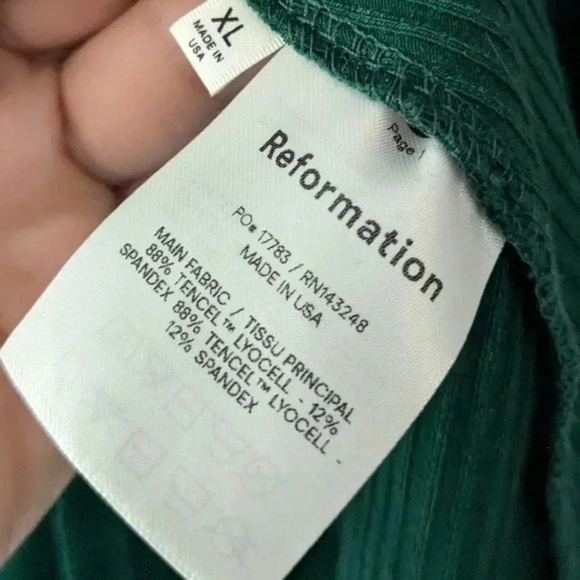 XL
MADE IN
USA
Page 1
Reformation
PO# 17783 / RN143248
MADE IN USA
MAIN FABRIC / TISSU PRINCIPAL
88% TENCEL™ LYOCELL - 12%
SPANDEX 88% TENCEL™ LYOCELL -
12% SPANDEX